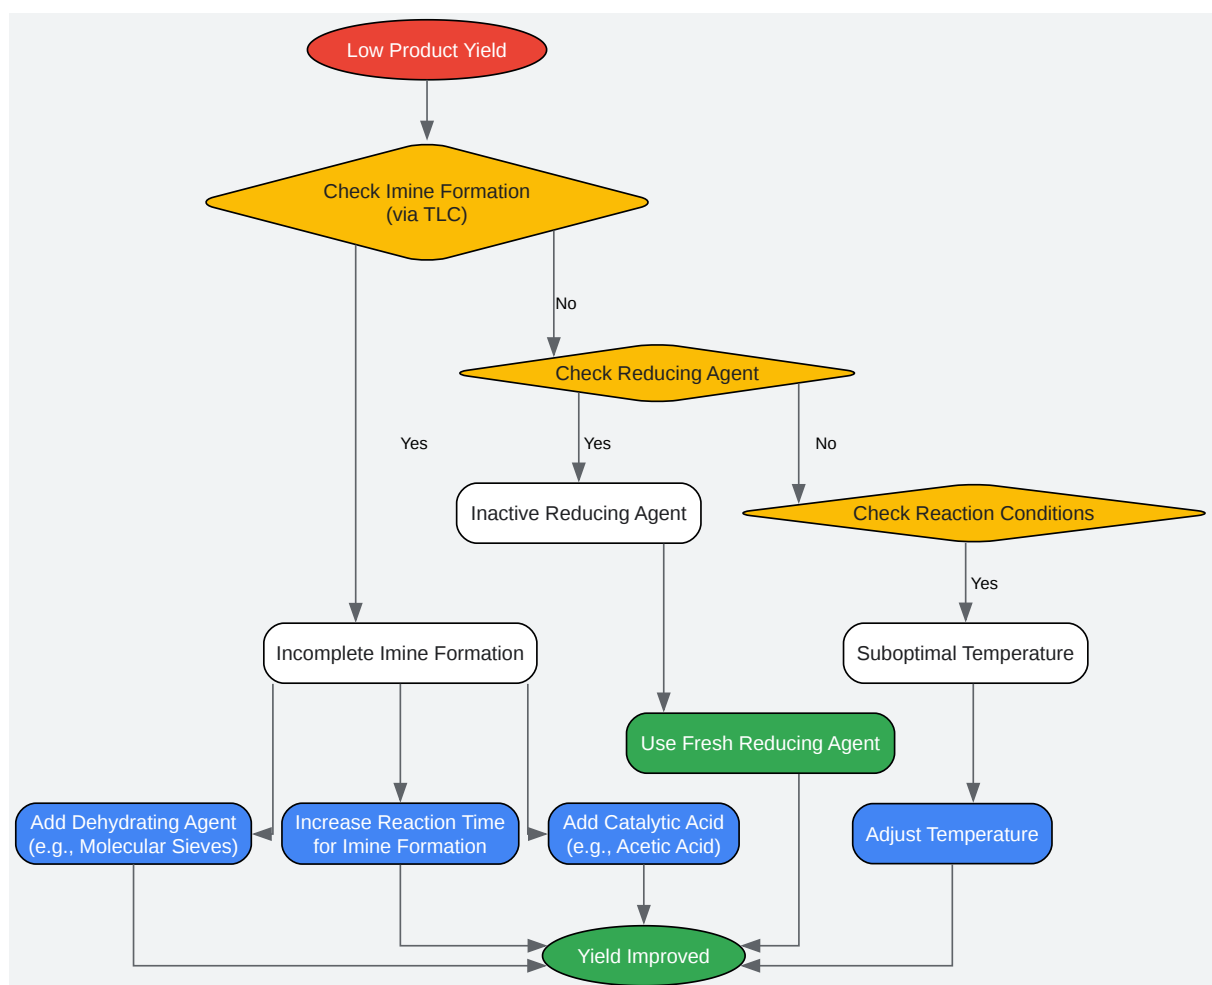 Low Product Yield
Check Imine Formation
(via TLC)
No
Check Reducing Agent
Yes
Yes
No
Inactive Reducing Agent
Check Reaction Conditions
Yes
Incomplete Imine Formation
Suboptimal Temperature
Use Fresh Reducing Agent
Add Dehydrating Agent
(e.g., Molecular Sieves)
Increase Reaction Time
for Imine Formation
Add Catalytic Acid
(e.g., Acetic Acid)
Adjust Temperature
Yield Improved